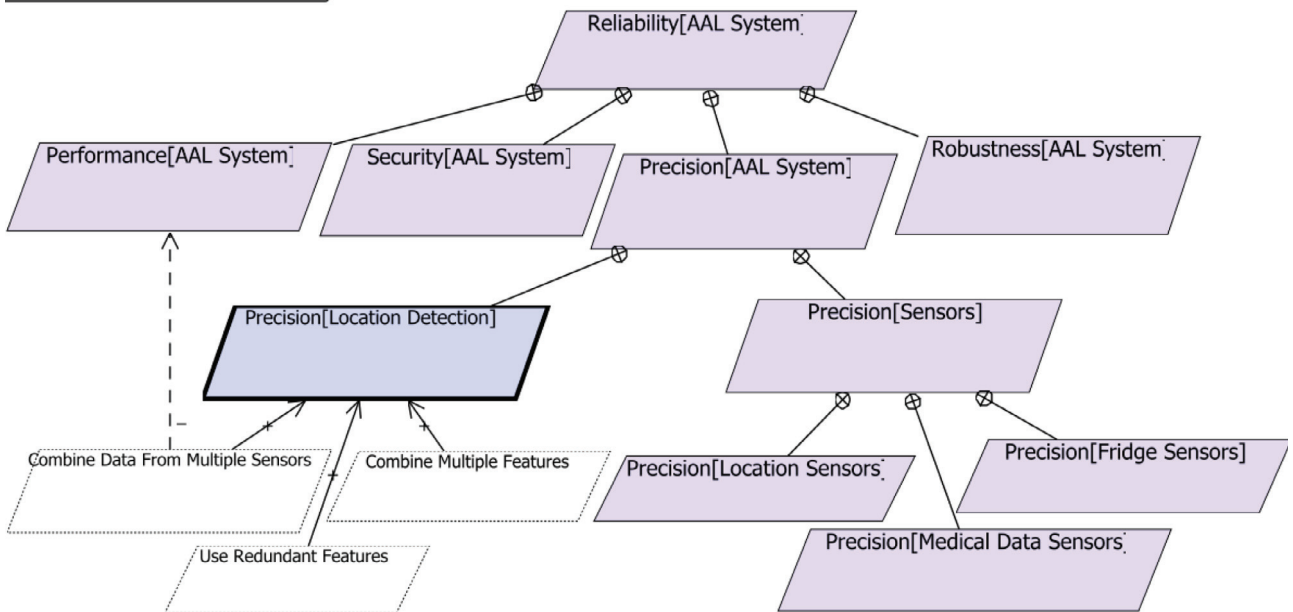 Reliability[AAL System]
Performance[AAL System]
Security[AAL System]
Precision[AAL System]
Robustness[AAL System]
Precision[Location Detection]
Precision[Sensors]
Combine Data From Multiple Sensors
Combine Multiple Features
Precision[Location Sensors]
Precision[Fridge Sensors]
Use Redundant Features
Precision[Medical Data Sensors]